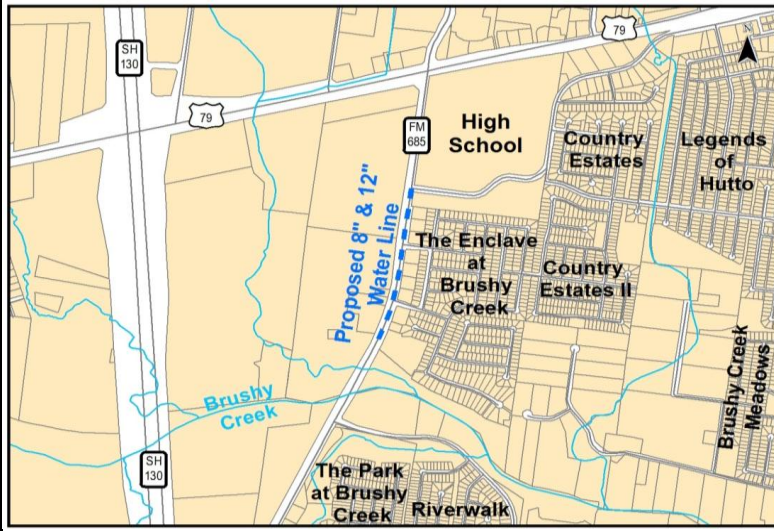 79
N
SH
130
79
FM
685
High
School
Country
Estates
Legends
of
Hutto
Proposed 8" & 12"
Water Line
The Enclave
at
Brushy
Creek
Country
Estates II
Brushy Creek
Meadows
Brushy
Creek
SH
130
The Park
at Brushy
Creek
Riverwalk